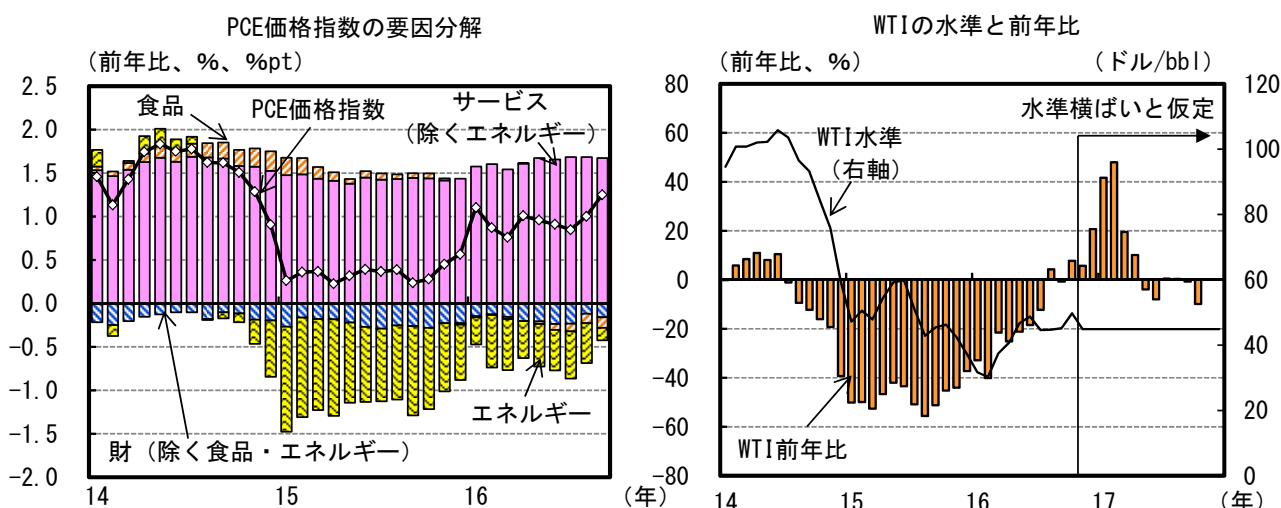 PCE価格指数の要因分解
(前年比、%、%pt)
2.5
2.0
1.5
1.0
0.5
0.0
-0.5
-1.0
-1.5
-2.0
食品
PCE価格指数
サービス
(除くエネルギー)
エネルギー
財(除く食品・エネルギー)
14
15
16
(年)
WTIの水準と前年比
(前年比、%)
(ドル/bbl)
80
60
40
20
0
-20
-40
-60
-80
水準横ばいと仮定
WTI水準
(右軸)
WTI前年比
120
100
80
60
40
20
0
14
15
16
17
(年)